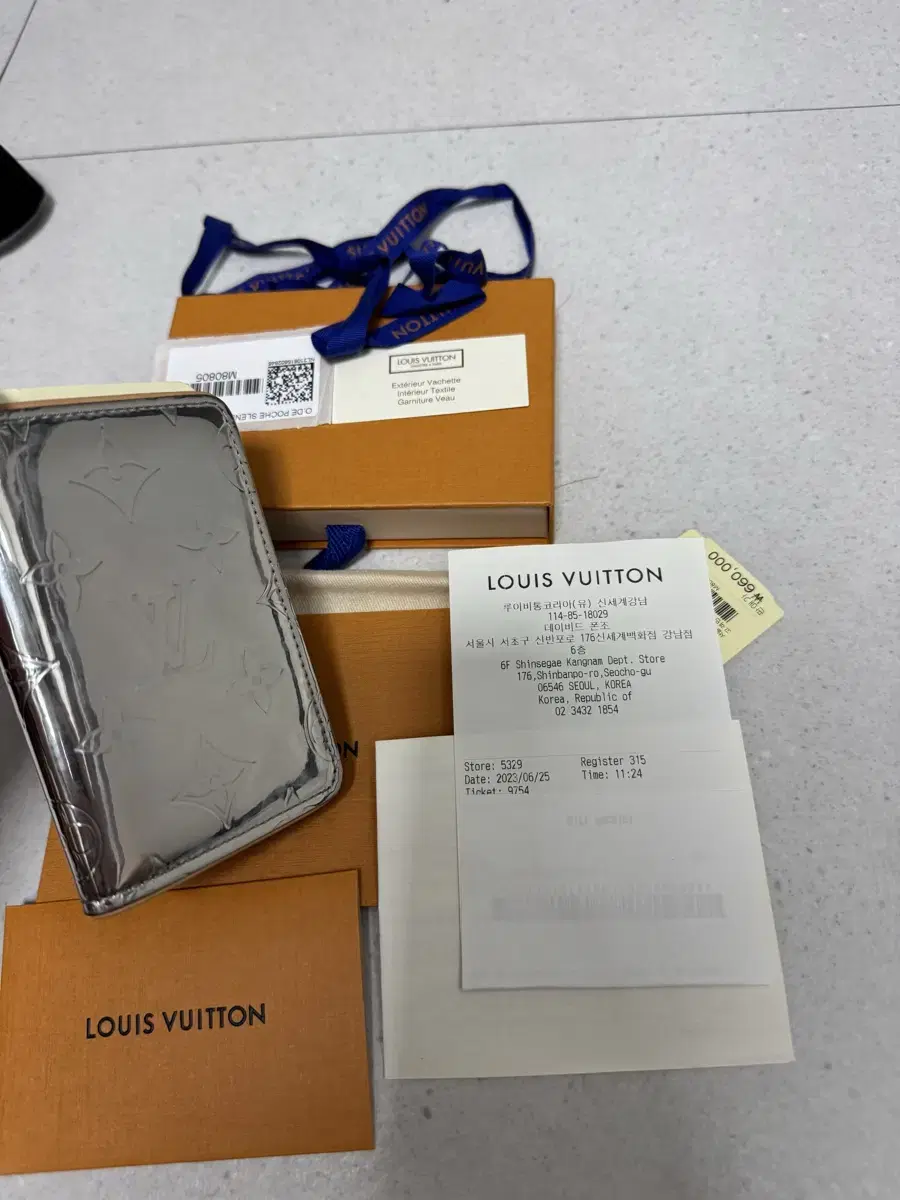 VUITTON
VUITTON
M80805
O. DE POCHE SLEN
LOUIS VUITTON
Extérieur Vachette
Intérieur Textile
Garniture Veau
₩ 660,000
LOUIS VUITTON
루이비통코리아(유) 신세계강남
114-85-18029
데이비드 몬조
서울시 서초구 신반포로 176신세계백화점 강남점
6층
6F Shinsegae Kangnam Dept. Store
176,Shinbanpo-ro,Seocho-gu
06546 SEOUL, KOREA
Korea, Republic of
02 3432 1854
Store: 5329 Register 315
Date: 2023/06/25 Time: 11:24
Ticket: 9754
LV
ON
LOUIS VUITTON